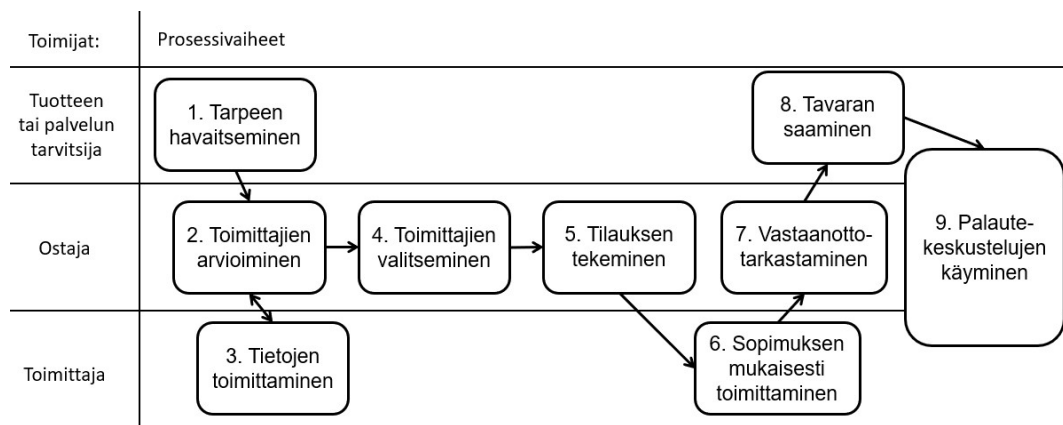 Toimijat:
Prosessivaiheet
Tuotteen
tai palvelun
tarvitsija
1. Tarpeen
havaitseminen
8. Tavaran
saaminen
Ostaja
2. Toimittajien
arvioiminen
4. Toimittajien
valitseminen
5. Tilauksen
tekeminen
7. Vastaanotto-
tarkastaminen
9. Palaute-
keskustelujen
käyminen
Toimittaja
3. Tietojen
toimittaminen
6. Sopimuksen
mukaisesti
toimittaminen